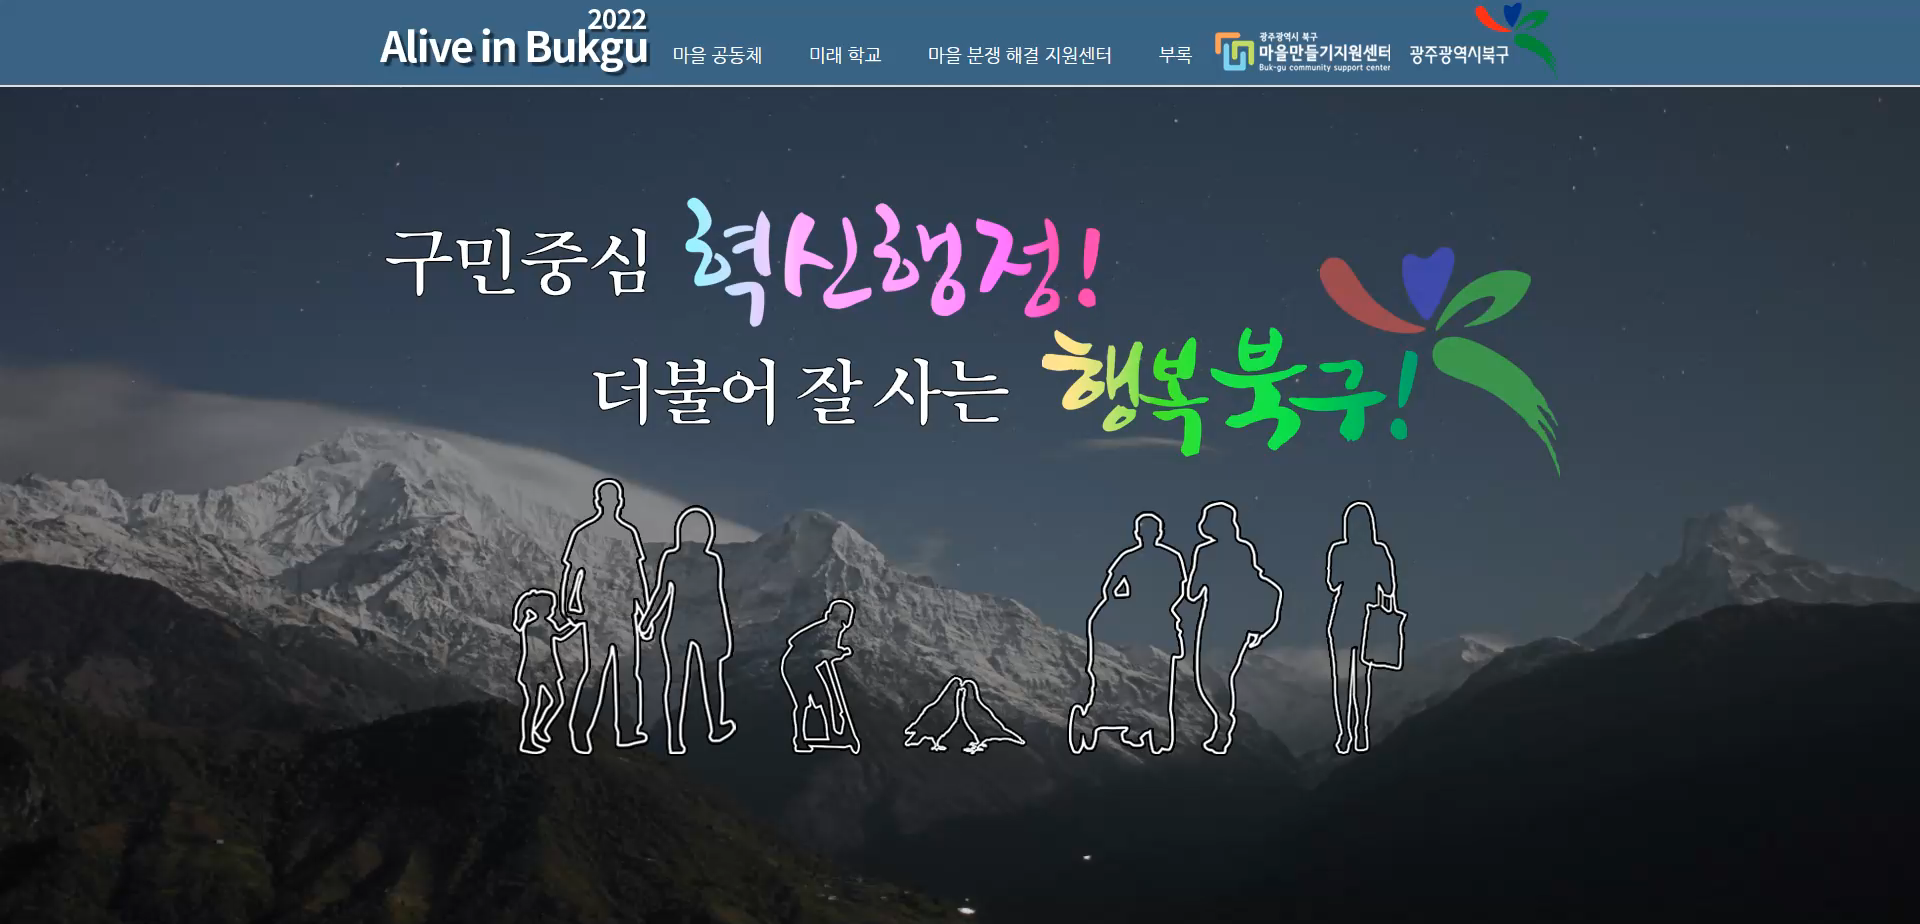 2022
Alive in Bukgu
마을 공동체
미래 학교
마을 분쟁 해결 지원센터
부록
광주광역시 북구
마을만들기지원센터
Buk-gu community support center
광주광역시북구
구민중심 혁신행정!
더불어 잘 사는 행복북구!